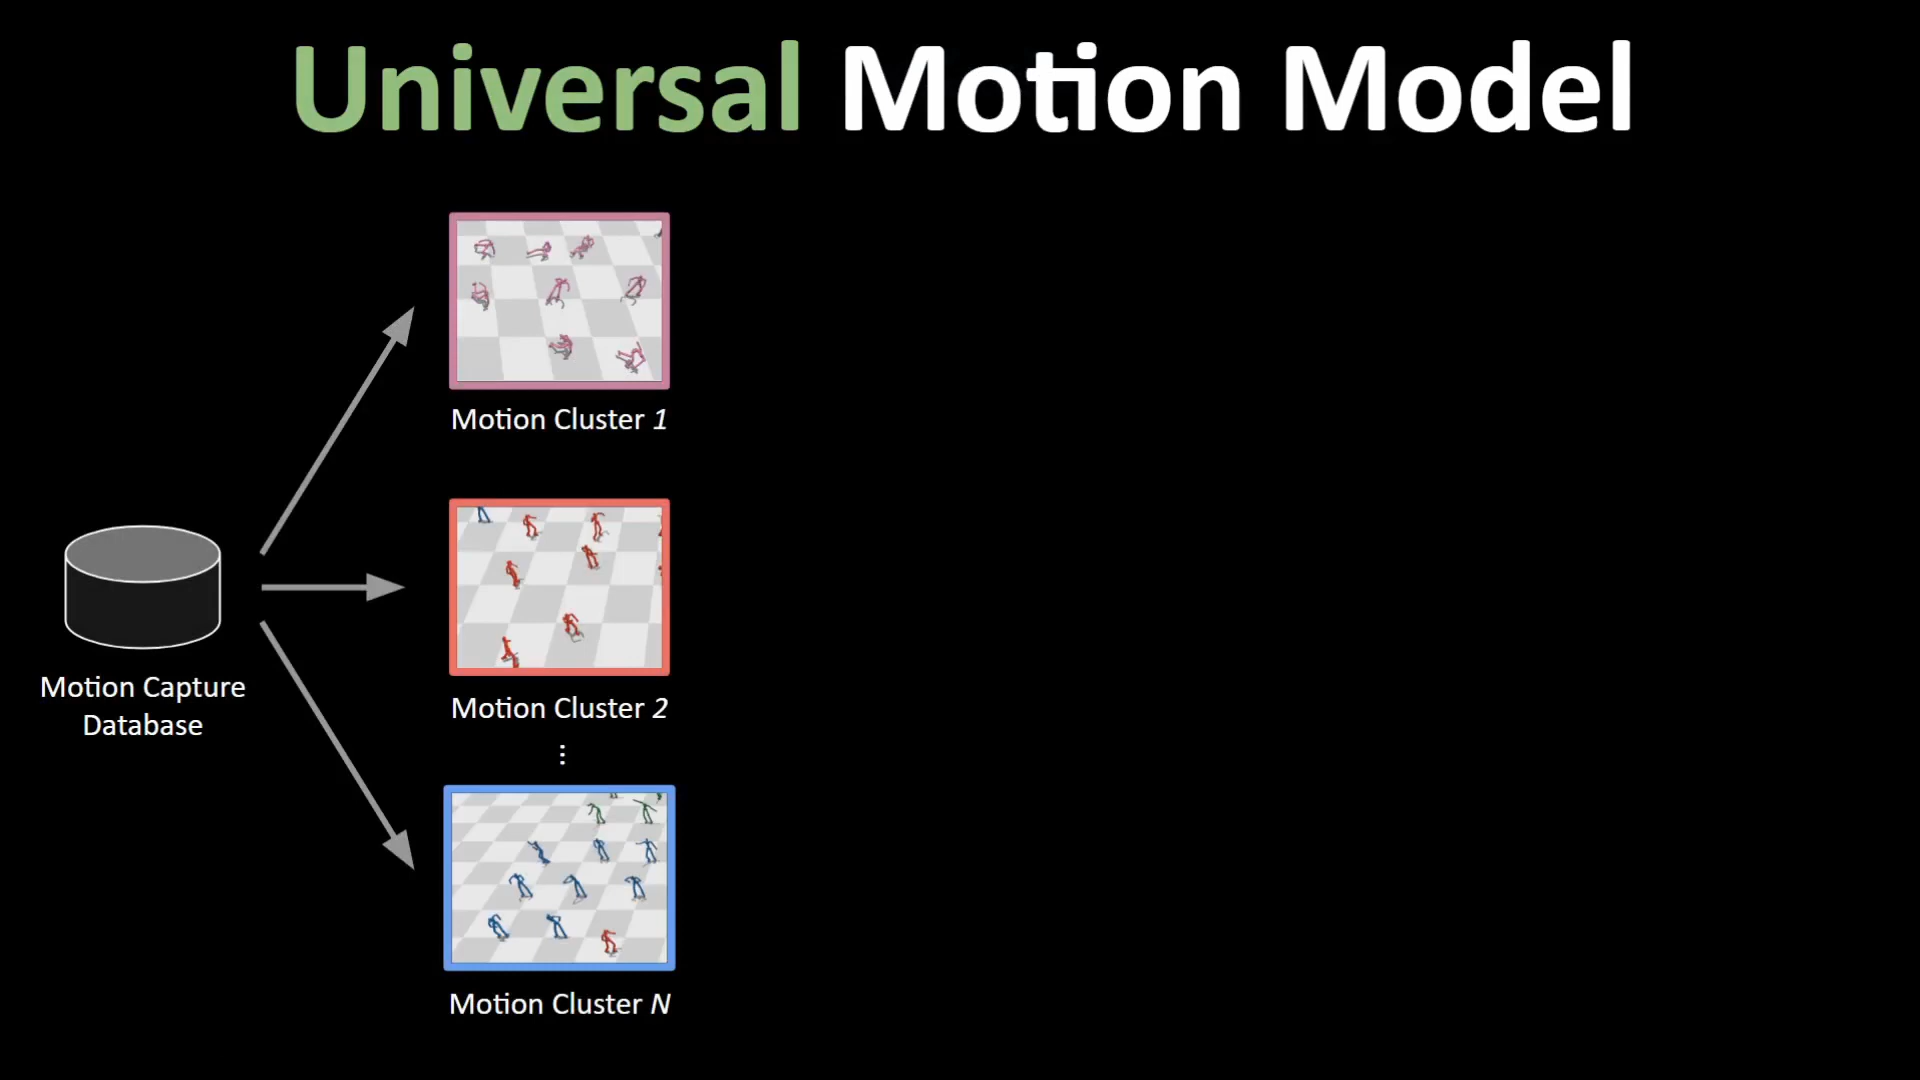 Universal Motion Model
Motion Cluster 1
Motion Capture
Database
Motion Cluster 2
⋮
Motion Cluster N